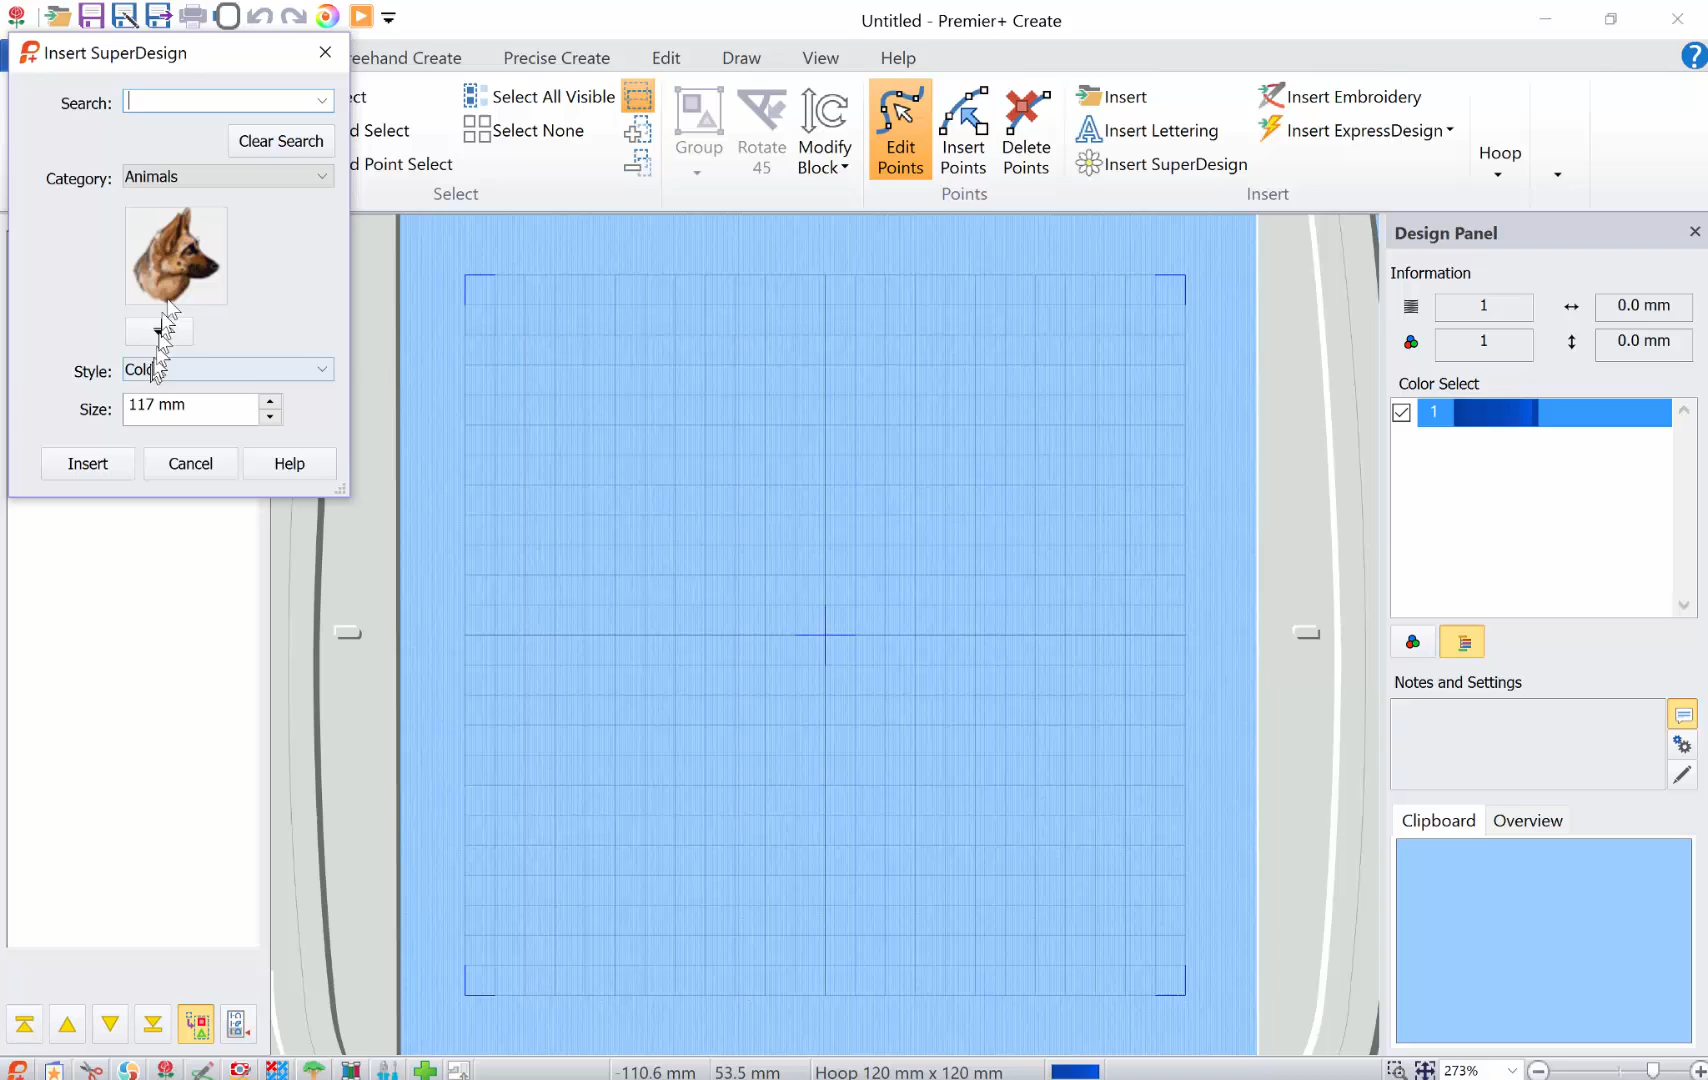 Untitled - Premier+ Create
Insert SuperDesign
Search:
Clear Search
Category: Animals
Style:
Size: 117 mm
Insert Cancel Help
reehand Create Precise Create Edit Draw View Help
ect
d Select
d Point Select
Select All Visible
Select None
Select
Group
Rotate 45
Modify Block
Edit Points
Insert Points
Delete Points
Points
Insert
Insert Lettering
Insert SuperDesign
Insert Embroidery
Insert ExpressDesign
Insert
Hoop
Design Panel
Information
1 0.0 mm
1 0.0 mm
Color Select
1
Notes and Settings
Clipboard Overview
-110.6 mm 53.5 mm Hoop 120 mm x 120 mm 273%